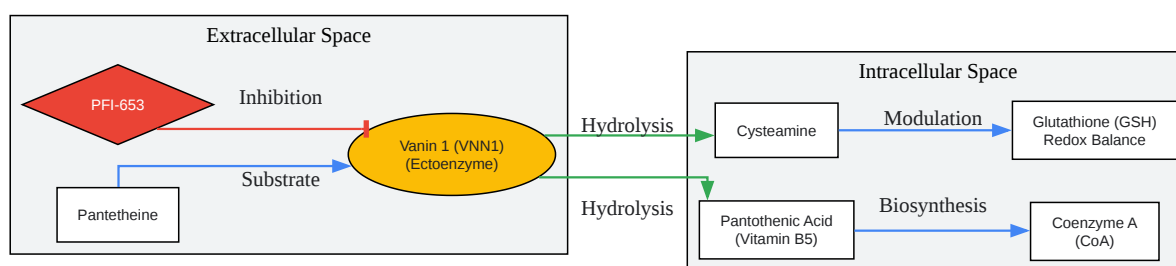 Extracellular Space
PFI-653
Inhibition
Vanin 1 (VNN1)
(Ectoenzyme)
Substrate
Pantetheine
Hydrolysis
Hydrolysis
Intracellular Space
Cysteamine
Modulation
Glutathione (GSH)
Redox Balance
Pantothenic Acid
(Vitamin B5)
Biosynthesis
Coenzyme A
(CoA)